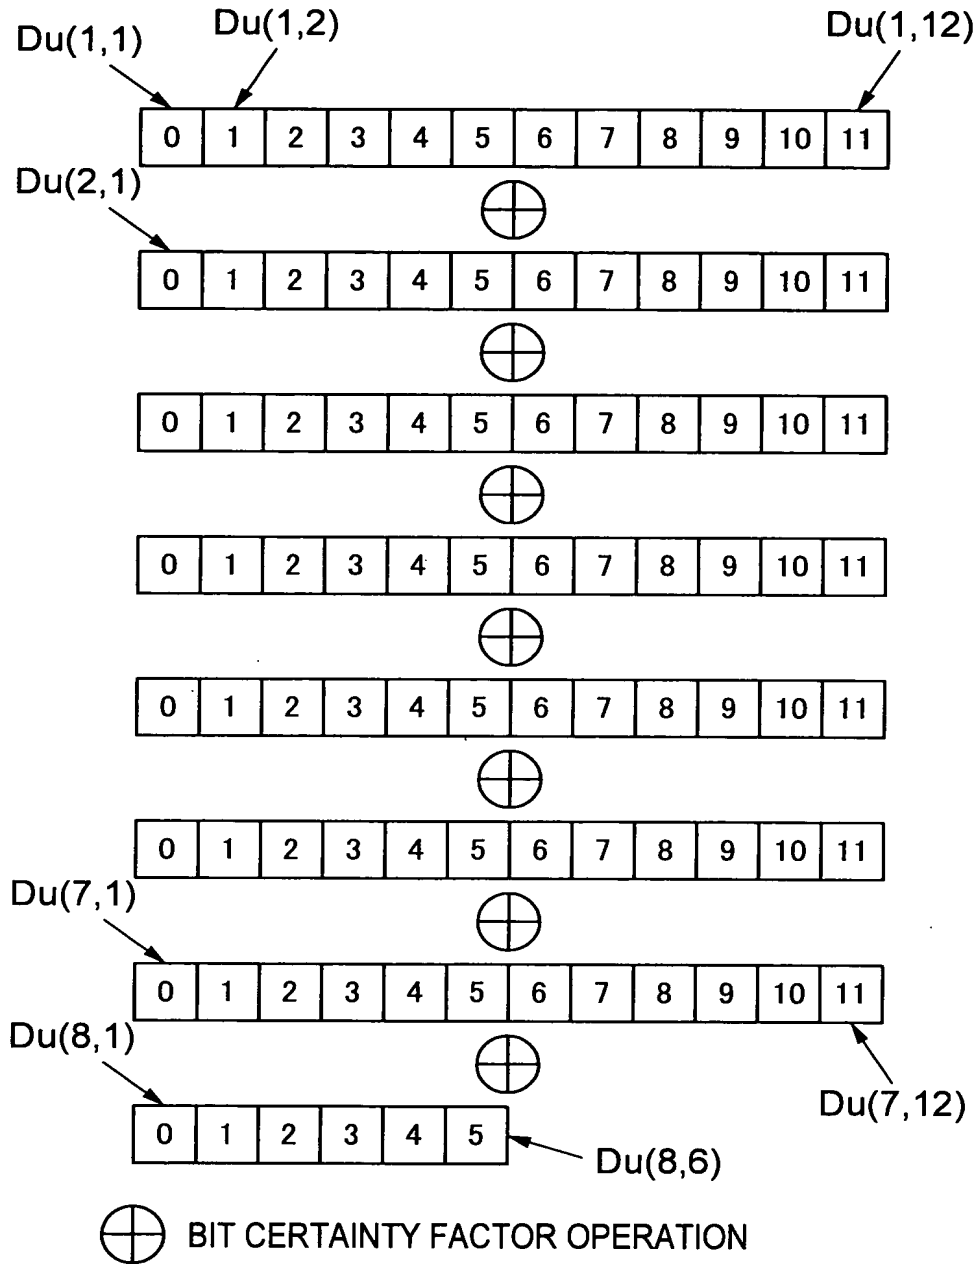 Du(1,1) Du(1,2) Du(1,12)
0 1 2 3 4 5 6 7 8 9 10 11
Du(2,1)
0 1 2 3 4 5 6 7 8 9 10 11
0 1 2 3 4 5 6 7 8 9 10 11
0 1 2 3 4 5 6 7 8 9 10 11
0 1 2 3 4 5 6 7 8 9 10 11
0 1 2 3 4 5 6 7 8 9 10 11
Du(7,1)
0 1 2 3 4 5 6 7 8 9 10 11
Du(8,1)
Du(7,12)
0 1 2 3 4 5
Du(8,6)
BIT CERTAINTY FACTOR OPERATION